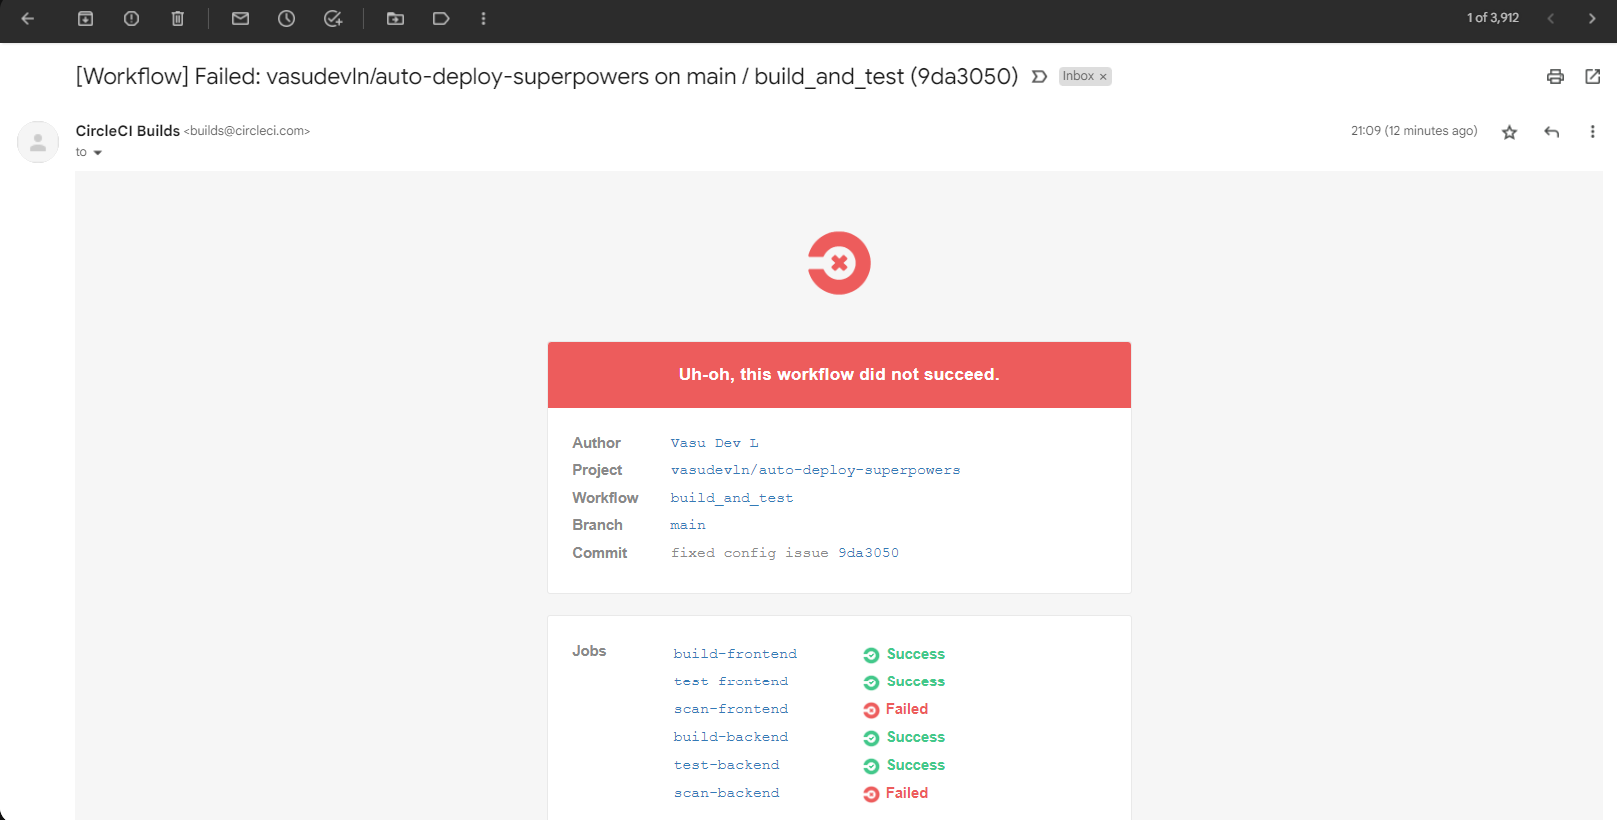 1 of 3,912
[Workflow] Failed: vasudevln/auto-deploy-superpowers on main / build_and_test (9da3050)
Inbox ×
CircleCI Builds <builds@circleci.com>
21:09 (12 minutes ago)
to
Uh-oh, this workflow did not succeed.
Author Vasu Dev L
Project vasudevln/auto-deploy-superpowers
Workflow build_and_test
Branch main
Commit fixed config issue 9da3050
Jobs build-frontend Success
test frontend Success
scan-frontend Failed
build-backend Success
test-backend Success
scan-backend Failed